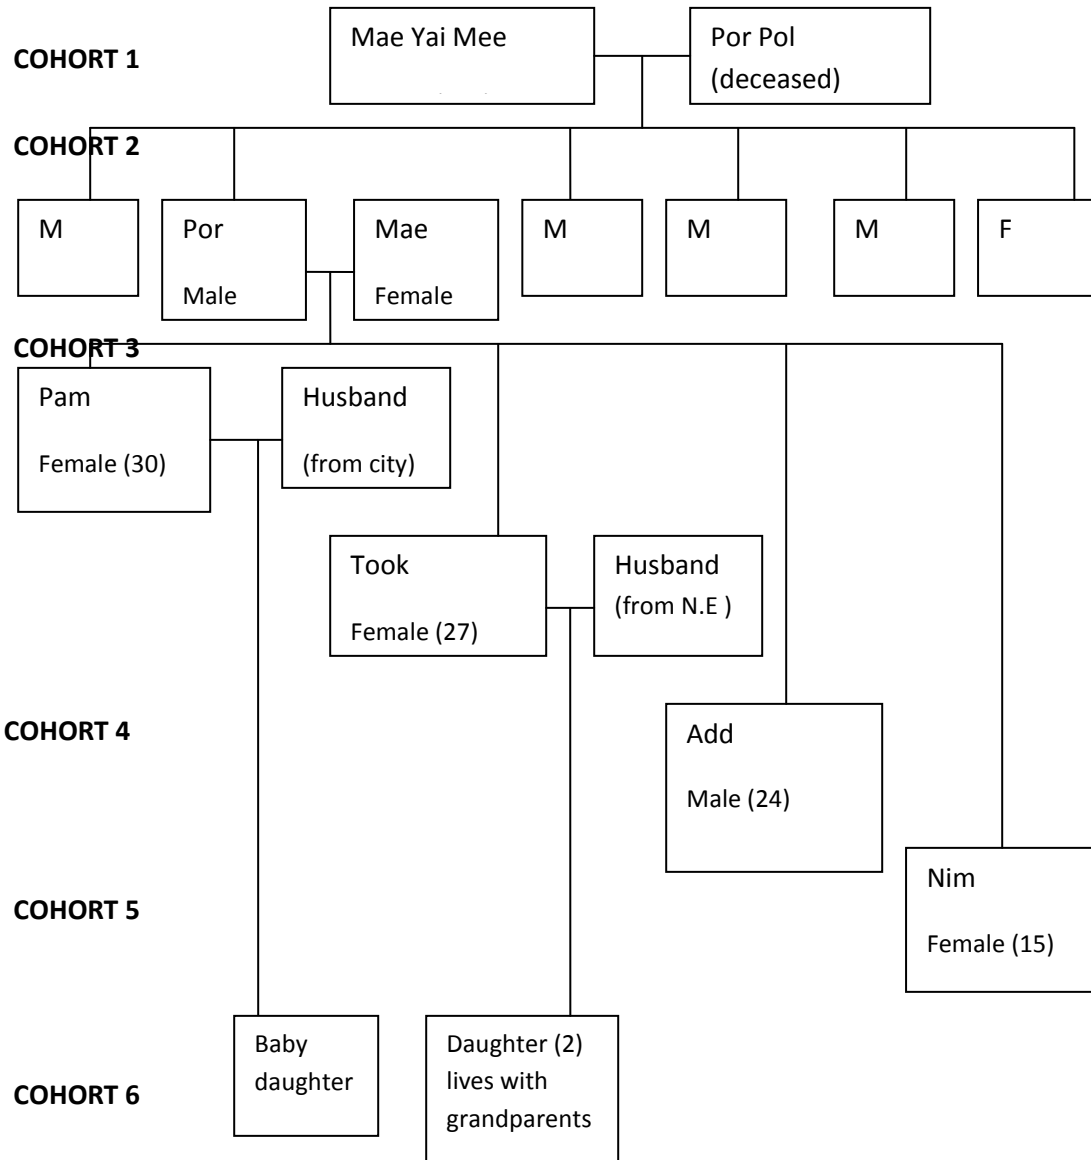 Mae Yai Mee
Por Pol
COHORT 1
(deceased)
COHORT 2
M
Por
Mae
M
M
M
F
Male
Female
COHORT 3
Pam
Husband
Female (30)
(from city)
Took
Husband
(from N.E )
Female (27)
COHORT 4
Add
Male (24)
Nim
COHORT 5
Female (15)
Baby
daughter
Daughter (2)
lives with
grandparents
COHORT 6